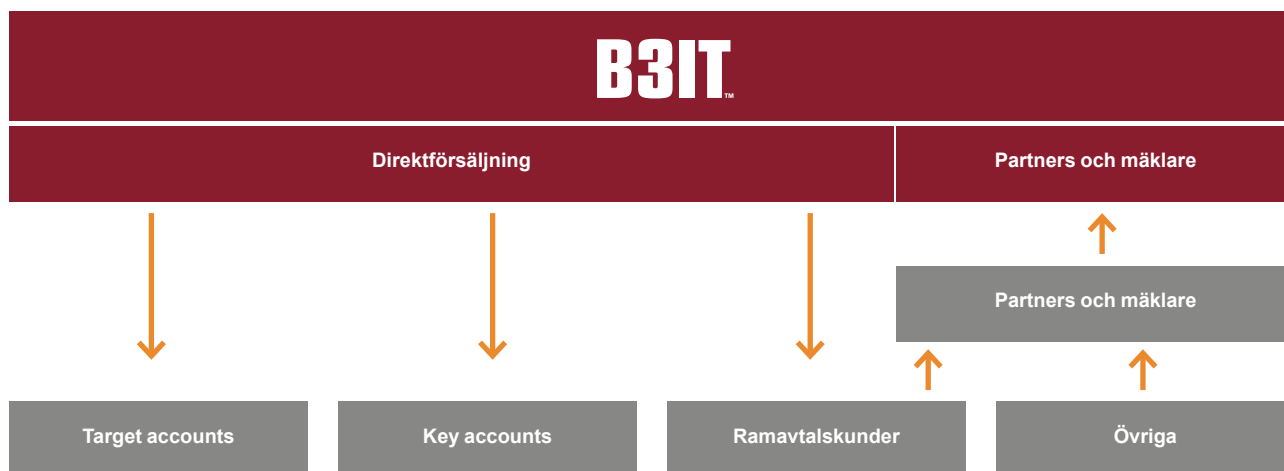 B3IT™
Direktförsäljning
Partners och mäklare
Partners och mäklare
Target accounts
Key accounts
Ramavtalskunder
Övriga